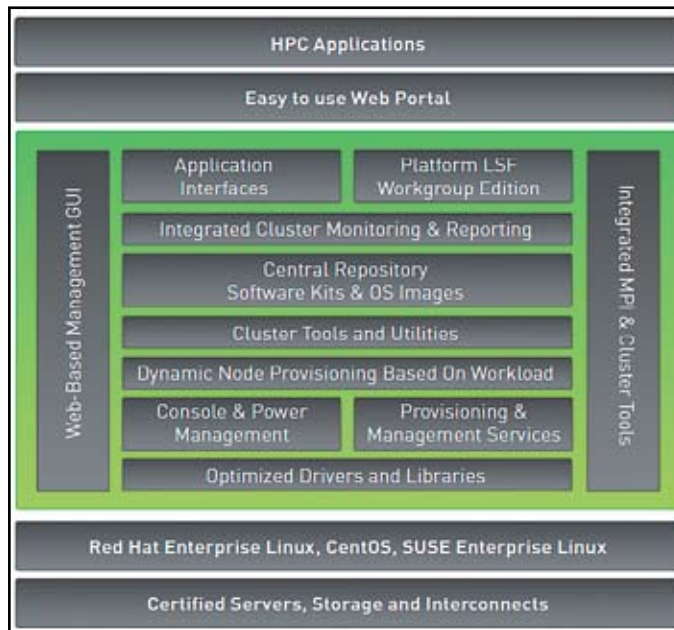 HPC Applications
Easy to use Web Portal
Web-Based Management GUI
Application
Interfaces
Platform LSF
Workgroup Edition
Integrated Cluster Monitoring & Reporting
Central Repository
Software Kits & OS Images
Cluster Tools and Utilities
Dynamic Node Provisioning Based On Workload
Console & Power
Management
Provisioning &
Management Services
Optimized Drivers and Libraries
Integrated MPI & Cluster Tools
Red Hat Enterprise Linux, CentOS, SUSE Enterprise Linux
Certified Servers, Storage and Interconnects